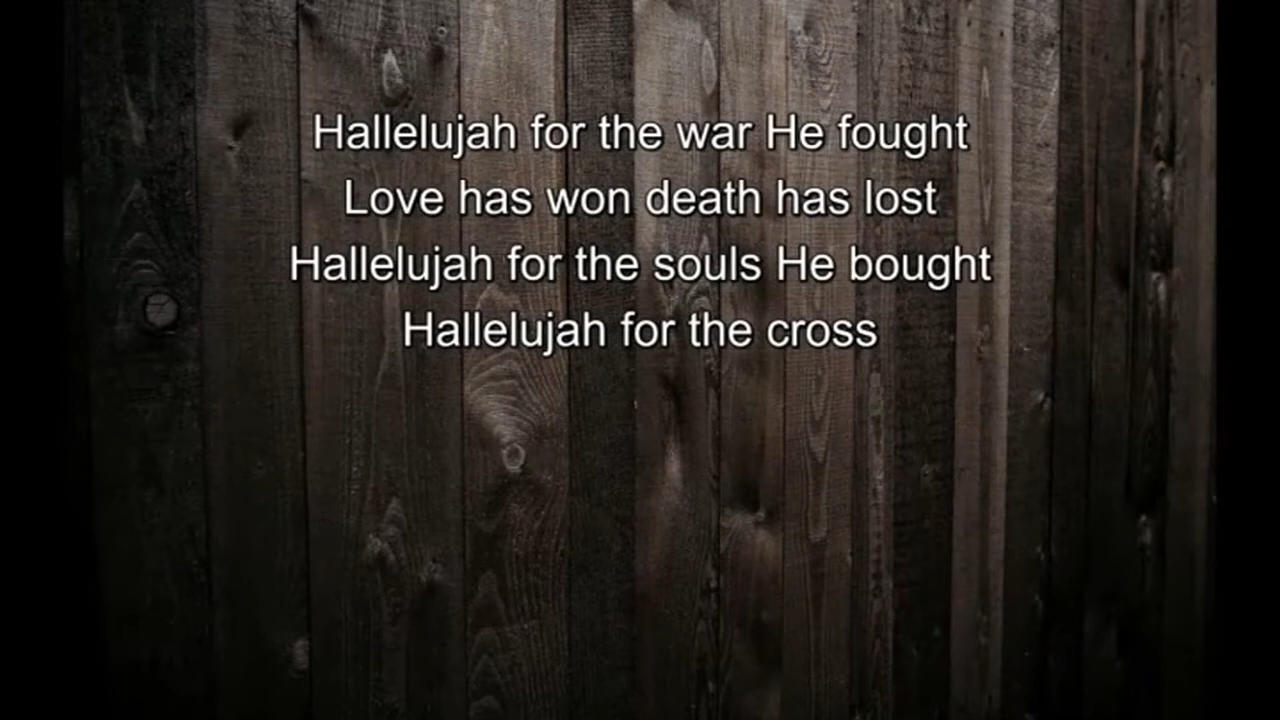 Hallelujah for the war He fought
Love has won death has lost
Hallelujah for the souls He bought
Hallelujah for the cross